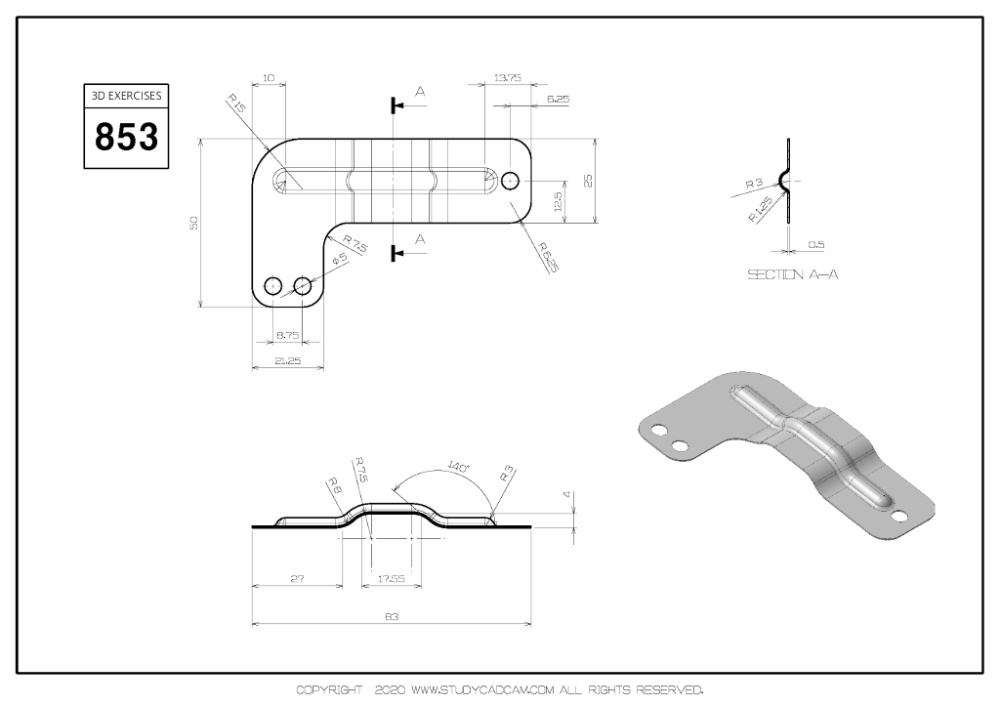 3D EXERCISES
853
10
R15
A
13.75
6.25
50
25
12.5
R7.5
A
Ø5
R6.25
8.75
21.25
R3
R1.25
0.5
SECTION A-A
R8
R7.5
140°
R3
4
27
17.55
83
COPYRIGHT 2020 WWW.STUDYCADCAM.COM ALL RIGHTS RESERVED.